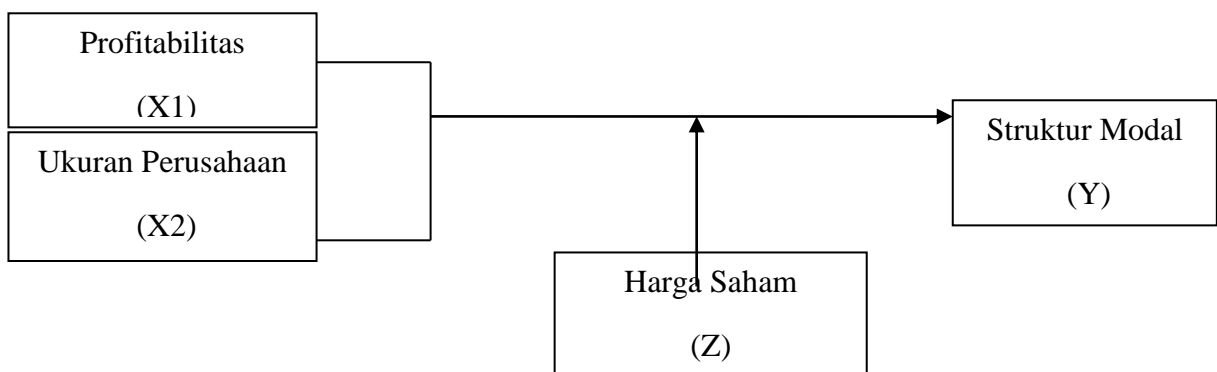 Profitabilitas
(X1)
Ukuran Perusahaan
(X2)
Struktur Modal
(Y)
Harga Saham
(Z)